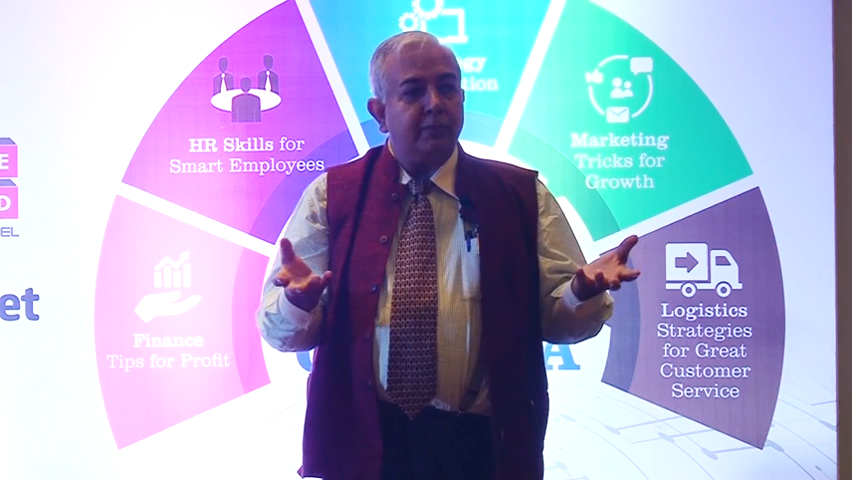 HR Skills for
Smart Employees
Marketing
Tricks for
Growth
Finance
Tips for Profit
Logistics
Strategies
for Great
Customer
Service
E
D
EL
et
A